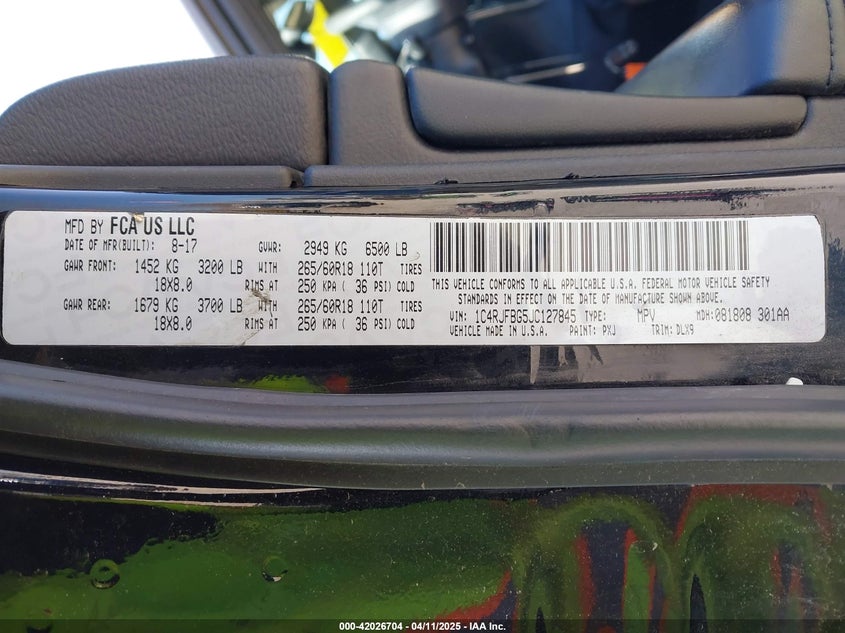 MFD BY FCA US LLC
DATE OF MFR(BUILT): 8-17 GVWR: 2949 KG 6500 LB
GAWR FRONT: 1452 KG 3200 LB WITH 265/60R18 110T TIRES
18X8.0 RIMS AT 250 KPA ( 36 PSI) COLD
GAWR REAR: 1679 KG 3700 LB WITH 265/60R18 110T TIRES
18X8.0 RIMS AT 250 KPA ( 36 PSI) COLD
THIS VEHICLE CONFORMS TO ALL APPLICABLE U.S.A. FEDERAL MOTOR VEHICLE SAFETY
STANDARDS IN EFFECT ON THE DATE OF MANUFACTURE SHOWN ABOVE.
VIN: 1C4RJFBG5JC127845 TYPE: MPV MDH: 081808 301AA
VEHICLE MADE IN U.S.A. PAINT: PXJ TRIM: DLX9
000-42026704 - 04/11/2025 - IAA Inc.